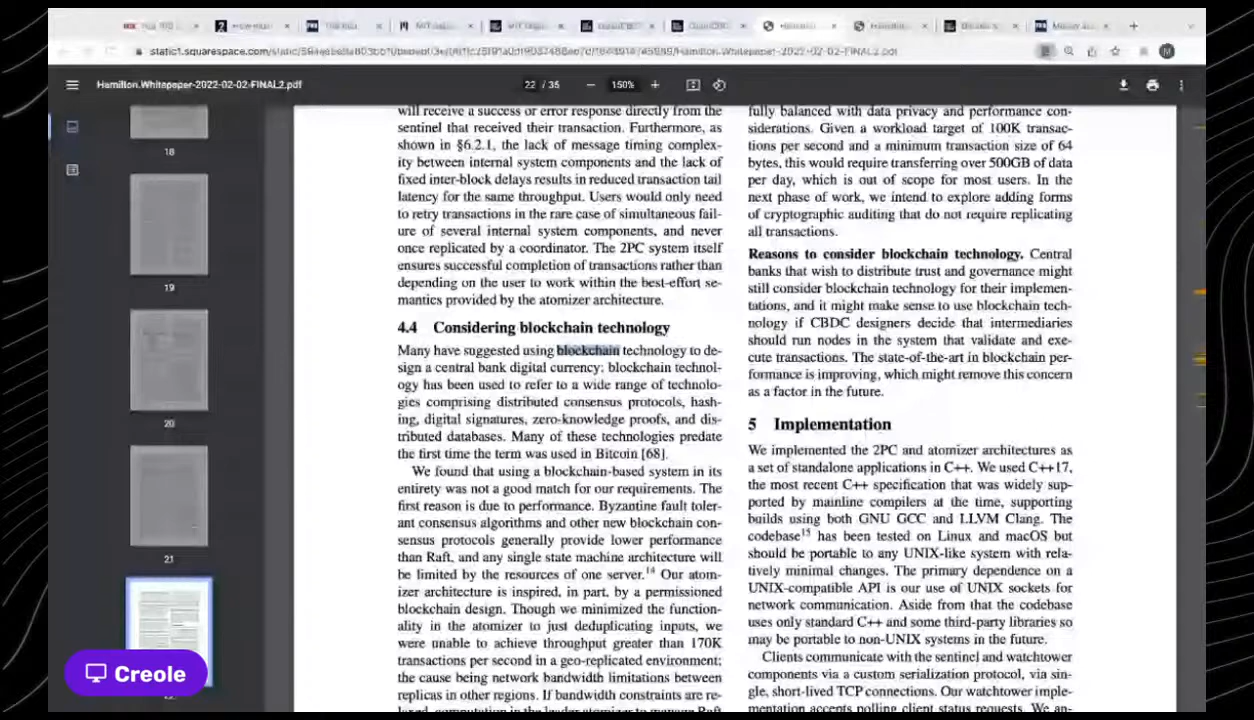 Hamilton.Whitepaper-2022-02-02-FINAL2.pdf
22 / 35
150%
18
19
20
21
Creole
will receive a success or error response directly from the
sentinel that received their transaction. Furthermore, as
shown in §6.2.1, the lack of message timing complex-
ity between internal system components and the lack of
fixed inter-block delays results in reduced transaction tail
latency for the same throughput. Users would only need
to retry transactions in the rare case of simultaneous fail-
ure of several internal system components, and never
once replicated by a coordinator. The 2PC system itself
ensures successful completion of transactions rather than
depending on the user to work within the best-effort se-
mantics provided by the atomizer architecture.
4.4 Considering blockchain technology
Many have suggested using blockchain technology to de-
sign a central bank digital currency; blockchain technol-
ogy has been used to refer to a wide range of technolo-
gies comprising distributed consensus protocols, hash-
ing, digital signatures, zero-knowledge proofs, and dis-
tributed databases. Many of these technologies predate
the first time the term was used in Bitcoin [68].
We found that using a blockchain-based system in its
entirety was not a good match for our requirements. The
first reason is due to performance. Byzantine fault toler-
ant consensus algorithms and other new blockchain con-
sensus protocols generally provide lower performance
than Raft, and any single state machine architecture will
be limited by the resources of one server.14 Our atom-
izer architecture is inspired, in part, by a permissioned
blockchain design. Though we minimized the function-
ality in the atomizer to just deduplicating inputs, we
were unable to achieve throughput greater than 170K
transactions per second in a geo-replicated environment;
the cause being network bandwidth limitations between
replicas in other regions. If bandwidth constraints are re-
fully balanced with data privacy and performance con-
siderations. Given a workload target of 100K transac-
tions per second and a minimum transaction size of 64
bytes, this would require transferring over 500GB of data
per day, which is out of scope for most users. In the
next phase of work, we intend to explore adding forms
of cryptographic auditing that do not require replicating
all transactions.
Reasons to consider blockchain technology. Central
banks that wish to distribute trust and governance might
still consider blockchain technology for their implemen-
tations, and it might make sense to use blockchain tech-
nology if CBDC designers decide that intermediaries
should run nodes in the system that validate and exe-
cute transactions. The state-of-the-art in blockchain per-
formance is improving, which might remove this concern
as a factor in the future.
5 Implementation
We implemented the 2PC and atomizer architectures as
a set of standalone applications in C++. We used C++17,
the most recent C++ specification that was widely sup-
ported by mainline compilers at the time, supporting
builds using both GNU GCC and LLVM Clang. The
codebase15 has been tested on Linux and macOS but
should be portable to any UNIX-like system with rela-
tively minimal changes. The primary dependence on a
UNIX-compatible API is our use of UNIX sockets for
network communication. Aside from that the codebase
uses only standard C++ and some third-party libraries so
may be portable to non-UNIX systems in the future.
Clients communicate with the sentinel and watchtower
components via a custom serialization protocol, via sin-
gle, short-lived TCP connections. Our watchtower imple-
mentation accepts polling client status requests. We an-